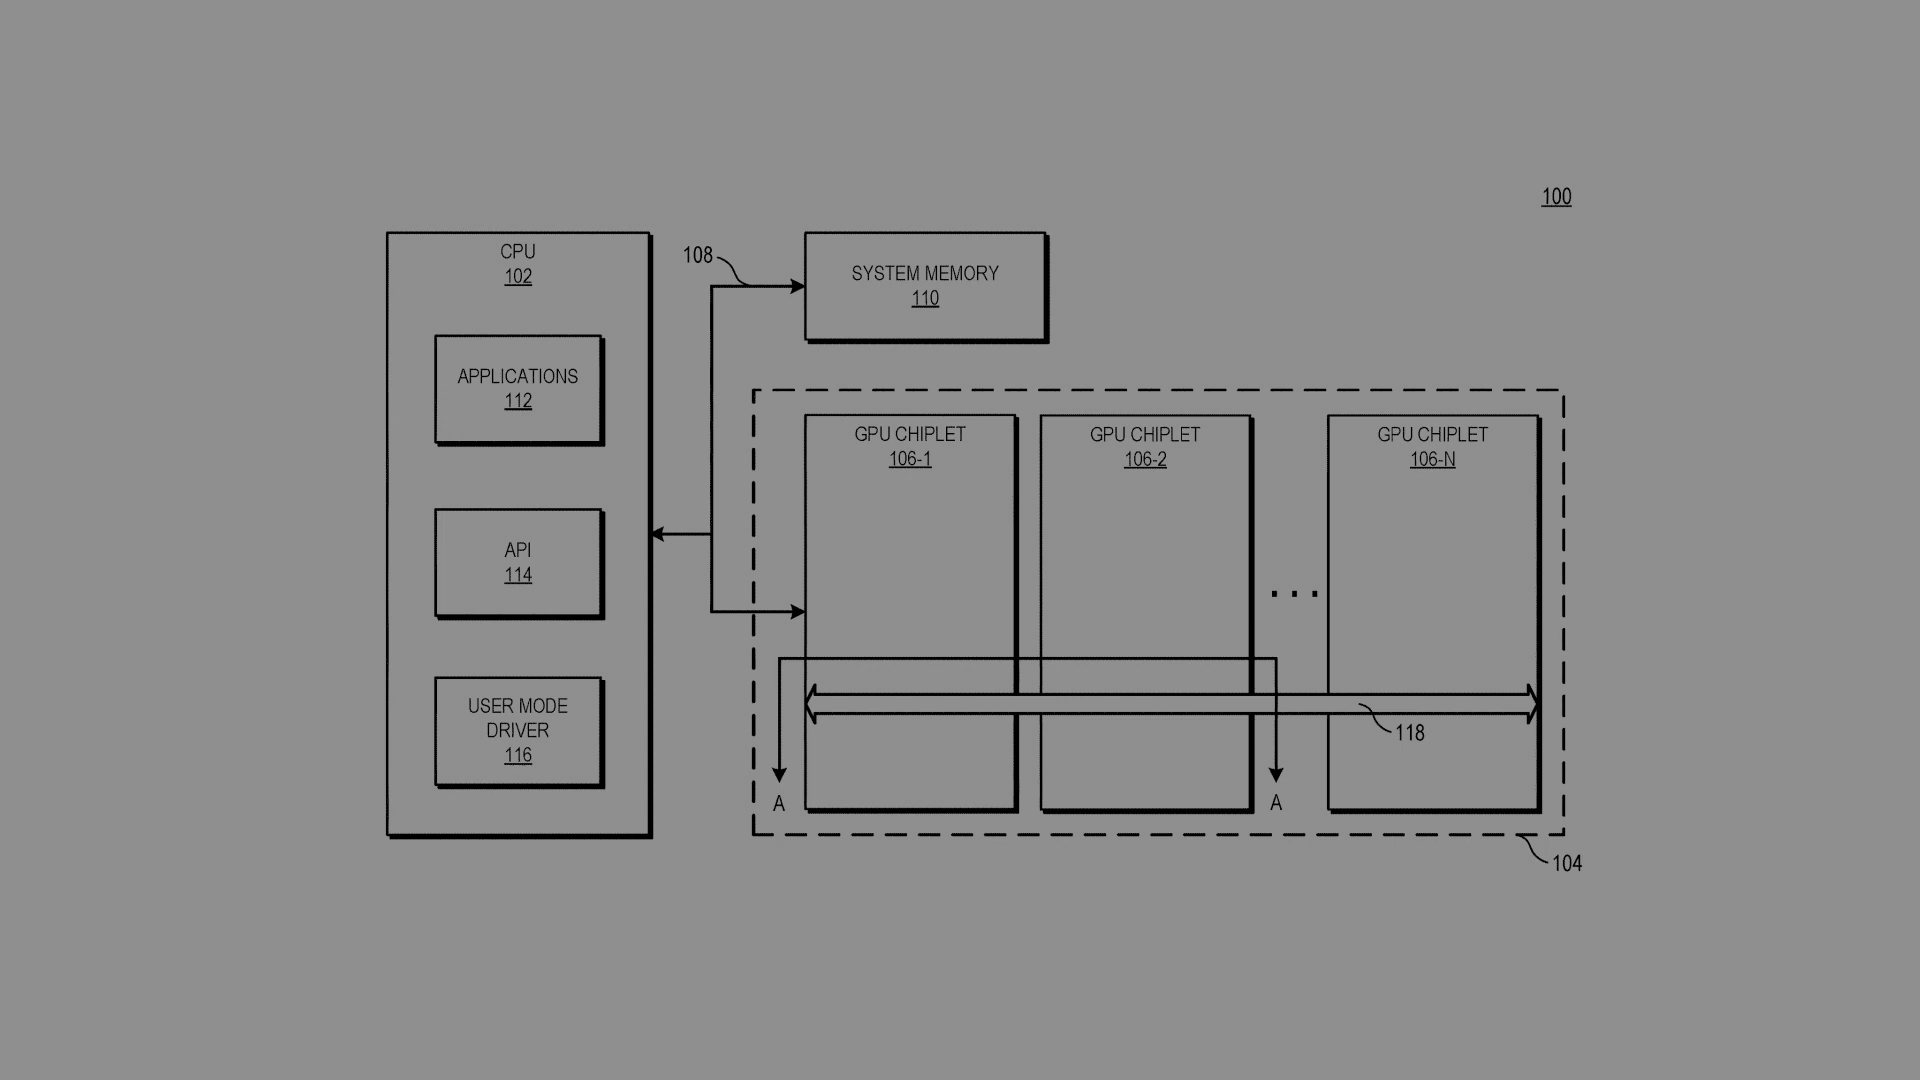 100
CPU
102
APPLICATIONS
112
API
114
USER MODE
DRIVER
116
108
SYSTEM MEMORY
110
GPU CHIPLET
106-1
GPU CHIPLET
106-2
...
GPU CHIPLET
106-N
118
A
A
104